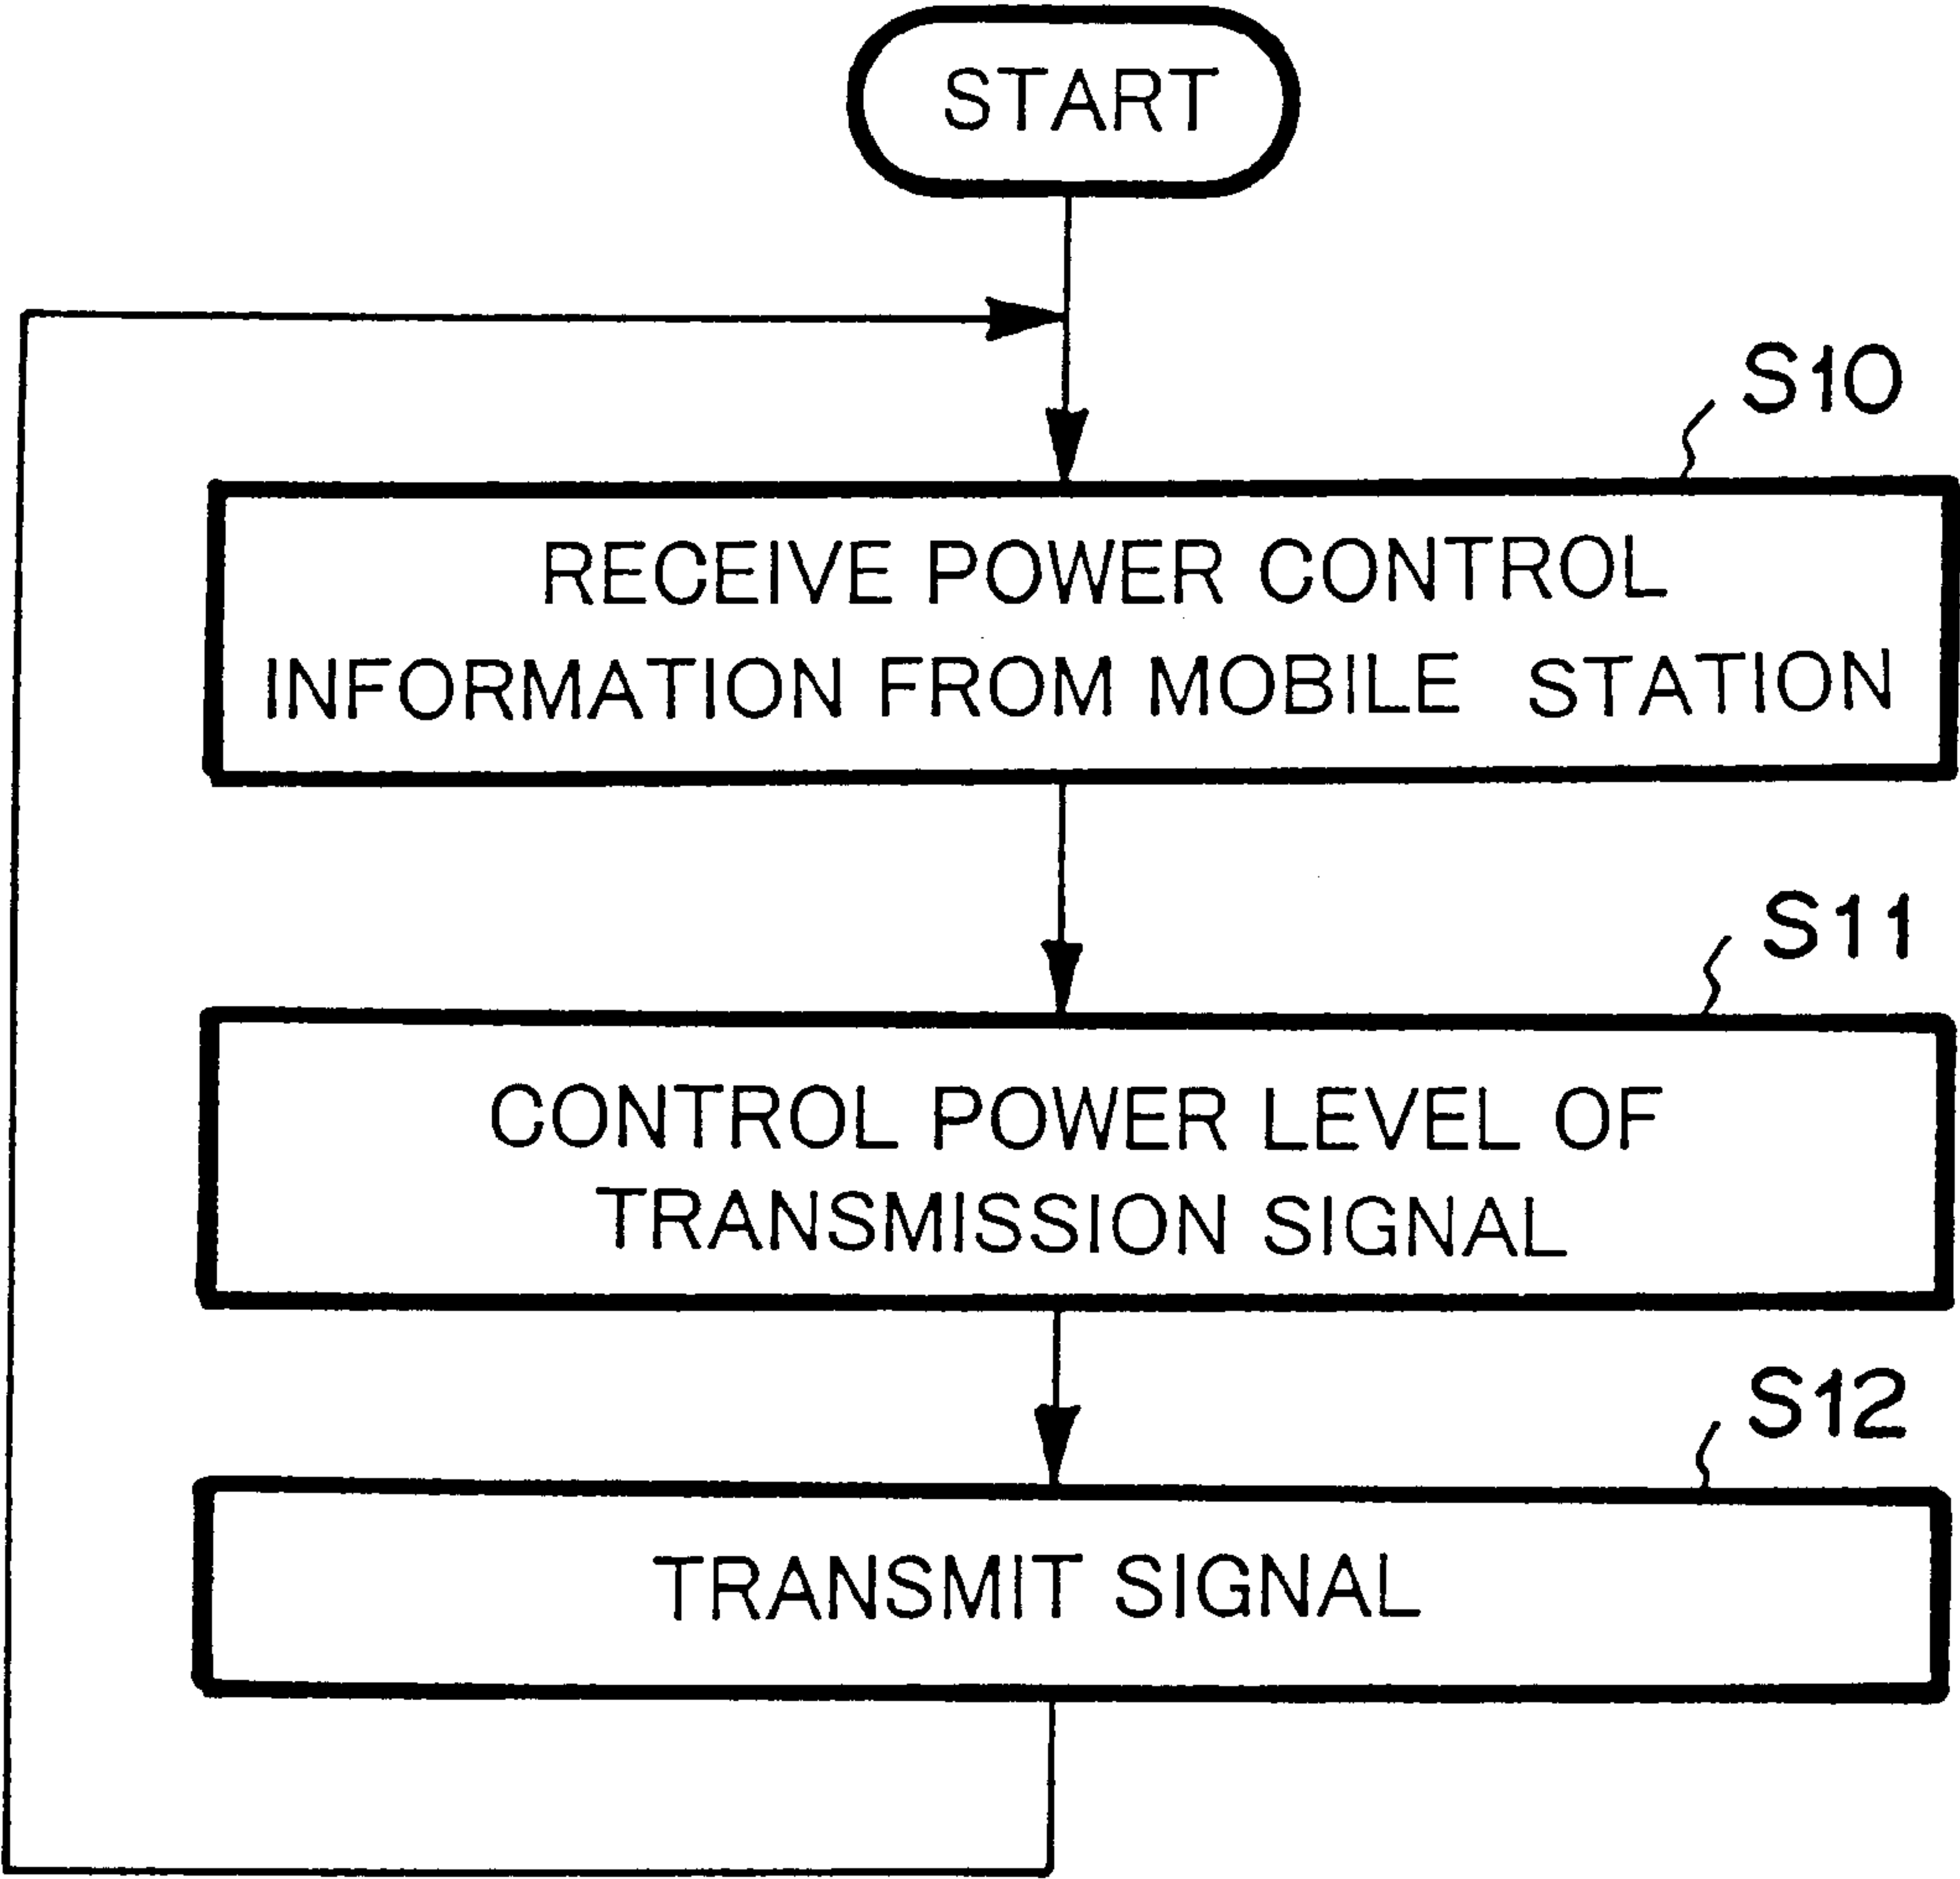 START
S10
RECEIVE POWER CONTROL
INFORMATION FROM MOBILE STATION
S11
CONTROL POWER LEVEL OF
TRANSMISSION SIGNAL
S12
TRANSMIT SIGNAL